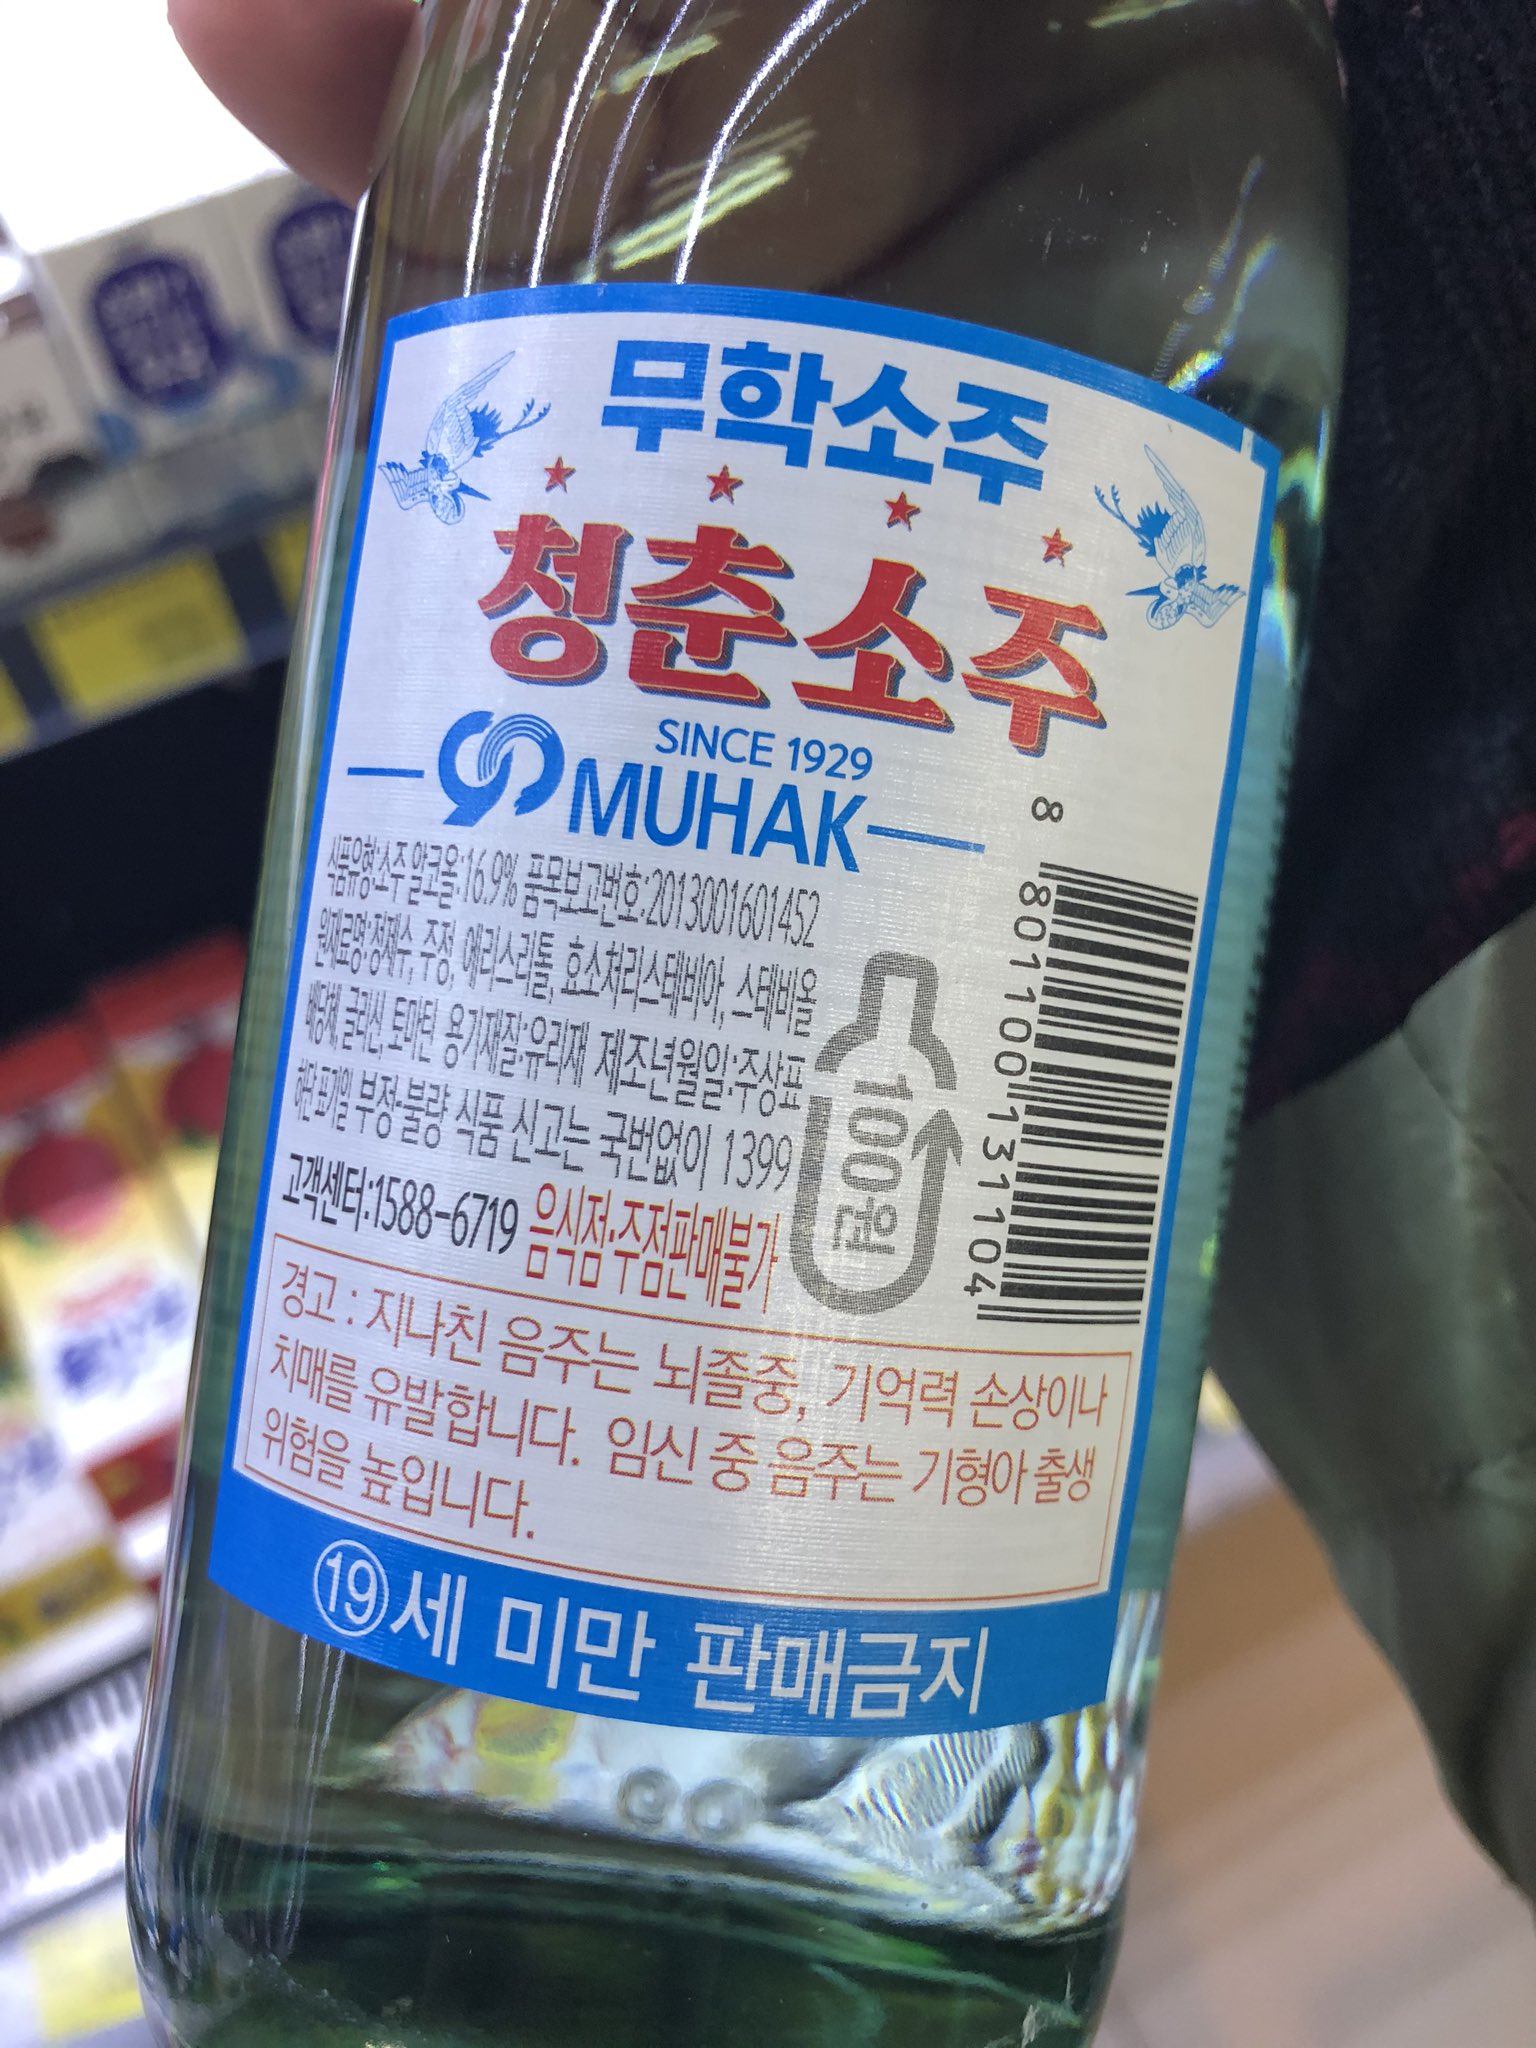 무학소주
청춘소주
SINCE 1929
MUHAK
식품유형:소주 알코올:16.9% 품목보고번호:2013001601452
원재료명:정제수, 주정, 에리스리톨, 효소처리스테비아, 스테비올
배당체, 글리신, 토마틴 용기재질:유리재 제조년월일:주상표
하단 표기일 부정·불량 식품 신고는 국번없이 1399
고객센터:1588-6719 음식점·주점판매불가
100원
8 801100 131104
경고 : 지나친 음주는 뇌졸중, 기억력 손상이나
치매를 유발합니다. 임신 중 음주는 기형아 출생
위험을 높입니다.
19세 미만 판매금지